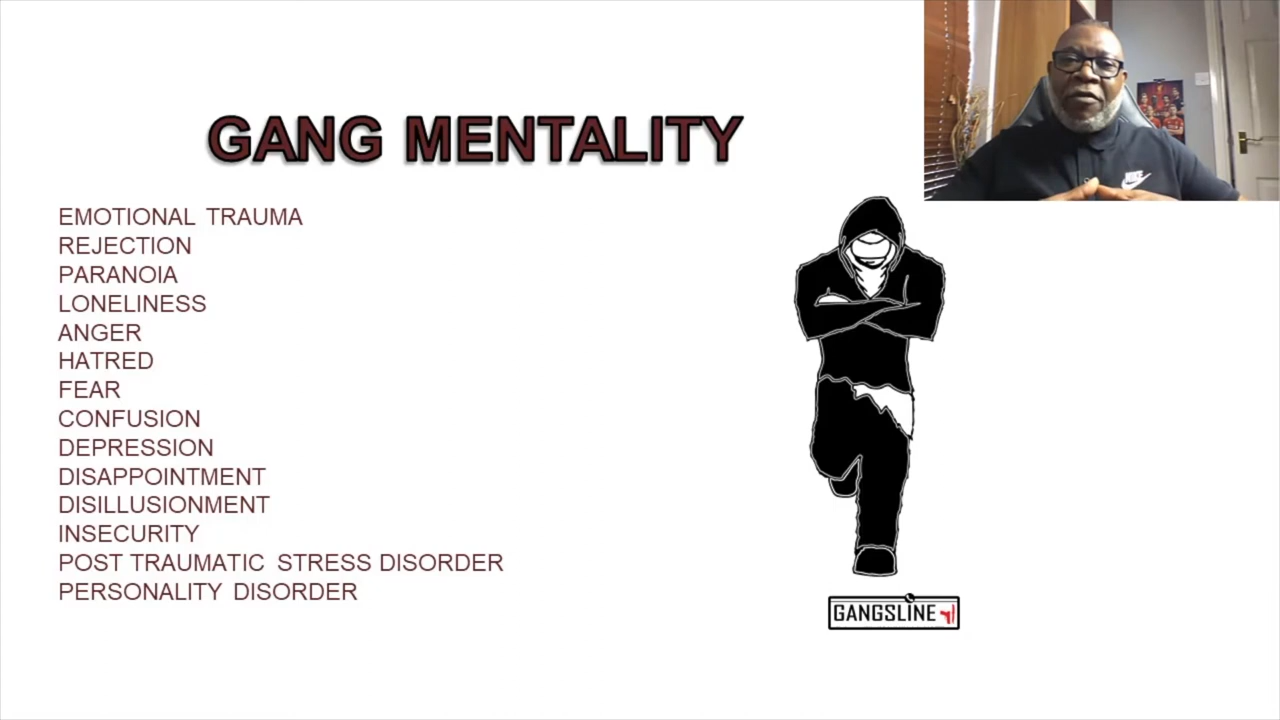 GANG MENTALITY
EMOTIONAL TRAUMA
REJECTION
PARANOIA
LONELINESS
ANGER
HATRED
FEAR
CONFUSION
DEPRESSION
DISAPPOINTMENT
DISILLUSIONMENT
INSECURITY
POST TRAUMATIC STRESS DISORDER
PERSONALITY DISORDER
GANGSLINE
NIKE